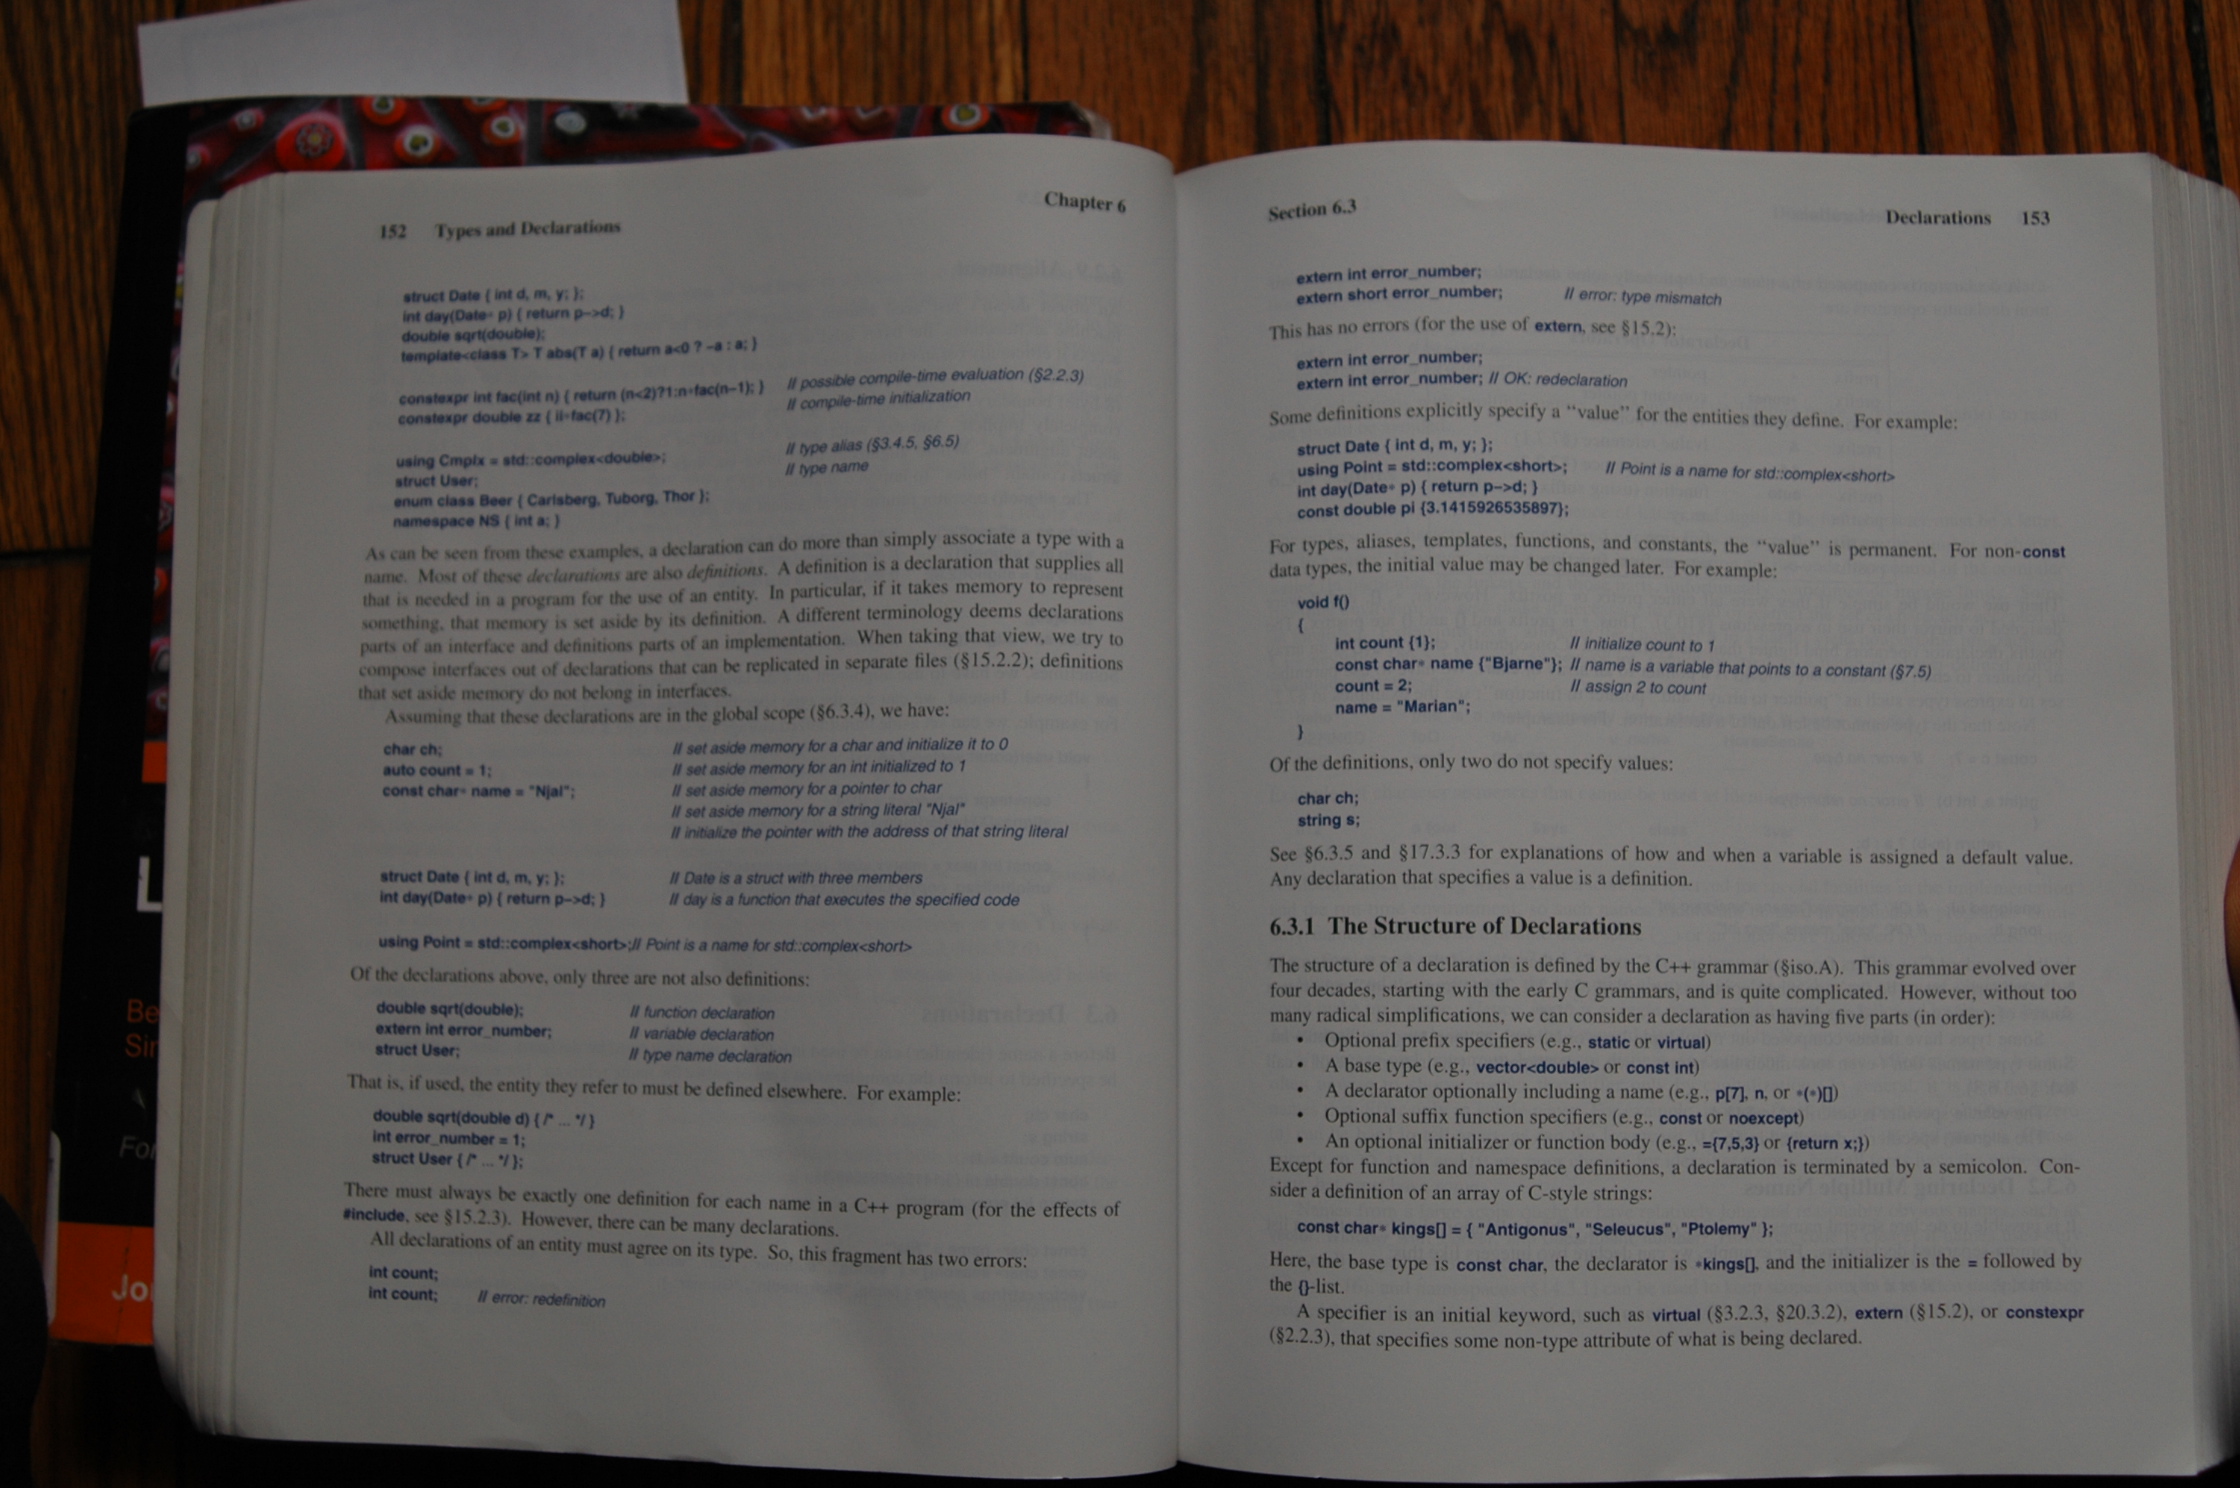 152 Types and Declarations Chapter 6
struct Date { int d, m, y; };
int day(Date* p) { return p->d; }
double sqrt(double);
template<class T> T abs(T a) { return a<0 ? -a : a; }
constexpr int fac(int n) { return (n<2)?1:n*fac(n-1); } // possible compile-time evaluation (§2.2.3)
constexpr double zz { ii*fac(7) }; // compile-time initialization
using Cmplx = std::complex<double>; // type alias (§3.4.5, §6.5)
struct User; // type name
enum class Beer { Carlsberg, Tuborg, Thor };
namespace NS { int a; }
As can be seen from these examples, a declaration can do more than simply associate a type with a
name. Most of these declarations are also definitions. A definition is a declaration that supplies all
that is needed in a program for the use of an entity. In particular, if it takes memory to represent
something, that memory is set aside by its definition. A different terminology deems declarations
parts of an interface and definitions parts of an implementation. When taking that view, we try to
compose interfaces out of declarations that can be replicated in separate files (§15.2.2); definitions
that set aside memory do not belong in interfaces.
Assuming that these declarations are in the global scope (§6.3.4), we have:
char ch; // set aside memory for a char and initialize it to 0
auto count = 1; // set aside memory for an int initialized to 1
const char* name = "Njal"; // set aside memory for a pointer to char
// set aside memory for a string literal "Njal"
// initialize the pointer with the address of that string literal
struct Date { int d, m, y; }; // Date is a struct with three members
int day(Date* p) { return p->d; } // day is a function that executes the specified code
using Point = std::complex<short>;// Point is a name for std::complex<short>
Of the declarations above, only three are not also definitions:
double sqrt(double); // function declaration
extern int error_number; // variable declaration
struct User; // type name declaration
That is, if used, the entity they refer to must be defined elsewhere. For example:
double sqrt(double d) { /* ... */ }
int error_number = 1;
struct User { /* ... */ };
There must always be exactly one definition for each name in a C++ program (for the effects of
#include, see §15.2.3). However, there can be many declarations.
All declarations of an entity must agree on its type. So, this fragment has two errors:
int count;
int count; // error: redefinition
Section 6.3 Declarations 153
extern int error_number;
extern short error_number; // error: type mismatch
This has no errors (for the use of extern, see §15.2):
extern int error_number;
extern int error_number; // OK: redeclaration
Some definitions explicitly specify a "value" for the entities they define. For example:
struct Date { int d, m, y; };
using Point = std::complex<short>; // Point is a name for std::complex<short>
int day(Date* p) { return p->d; }
const double pi {3.1415926535897};
For types, aliases, templates, functions, and constants, the "value" is permanent. For non-const
data types, the initial value may be changed later. For example:
void f()
{
int count {1}; // initialize count to 1
const char* name {"Bjarne"}; // name is a variable that points to a constant (§7.5)
count = 2; // assign 2 to count
name = "Marian";
}
Of the definitions, only two do not specify values:
char ch;
string s;
See §6.3.5 and §17.3.3 for explanations of how and when a variable is assigned a default value.
Any declaration that specifies a value is a definition.
6.3.1 The Structure of Declarations
The structure of a declaration is defined by the C++ grammar (§iso.A). This grammar evolved over
four decades, starting with the early C grammars, and is quite complicated. However, without too
many radical simplifications, we can consider a declaration as having five parts (in order):
• Optional prefix specifiers (e.g., static or virtual)
• A base type (e.g., vector<double> or const int)
• A declarator optionally including a name (e.g., p[7], n, or *(*)[])
• Optional suffix function specifiers (e.g., const or noexcept)
• An optional initializer or function body (e.g., ={7,5,3} or {return x;})
Except for function and namespace definitions, a declaration is terminated by a semicolon. Con-
sider a definition of an array of C-style strings:
const char* kings[] = { "Antigonus", "Seleucus", "Ptolemy" };
Here, the base type is const char, the declarator is *kings[], and the initializer is the = followed by
the {}-list.
A specifier is an initial keyword, such as virtual (§3.2.3, §20.3.2), extern (§15.2), or constexpr
(§2.2.3), that specifies some non-type attribute of what is being declared.
L
Be
Sir
For
Jo